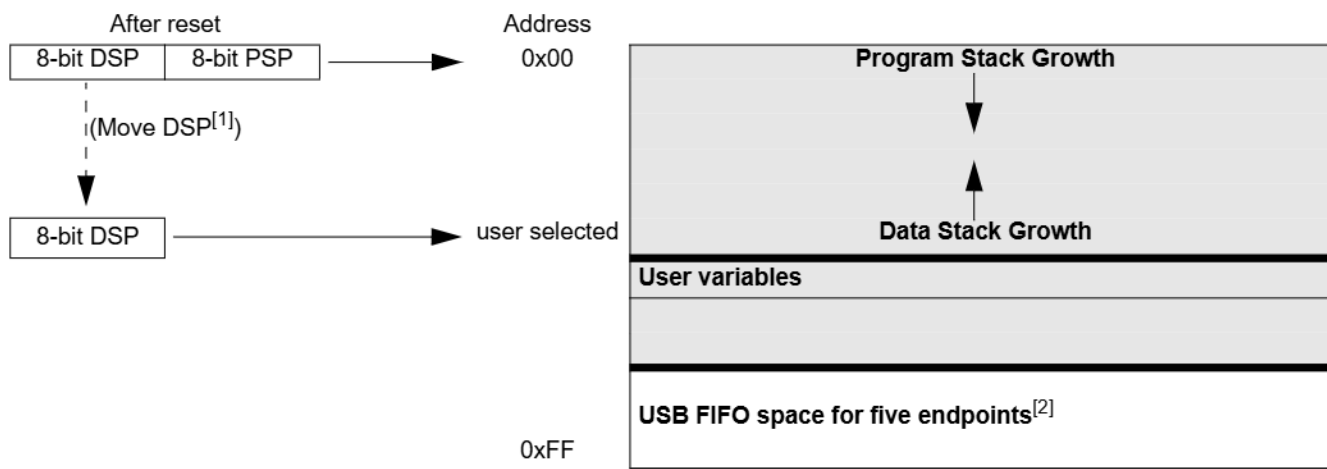 After reset
Address
8-bit DSP 8-bit PSP
0x00
Program Stack Growth
(Move DSP[1])
8-bit DSP
user selected
Data Stack Growth
User variables
USB FIFO space for five endpoints[2]
0xFF